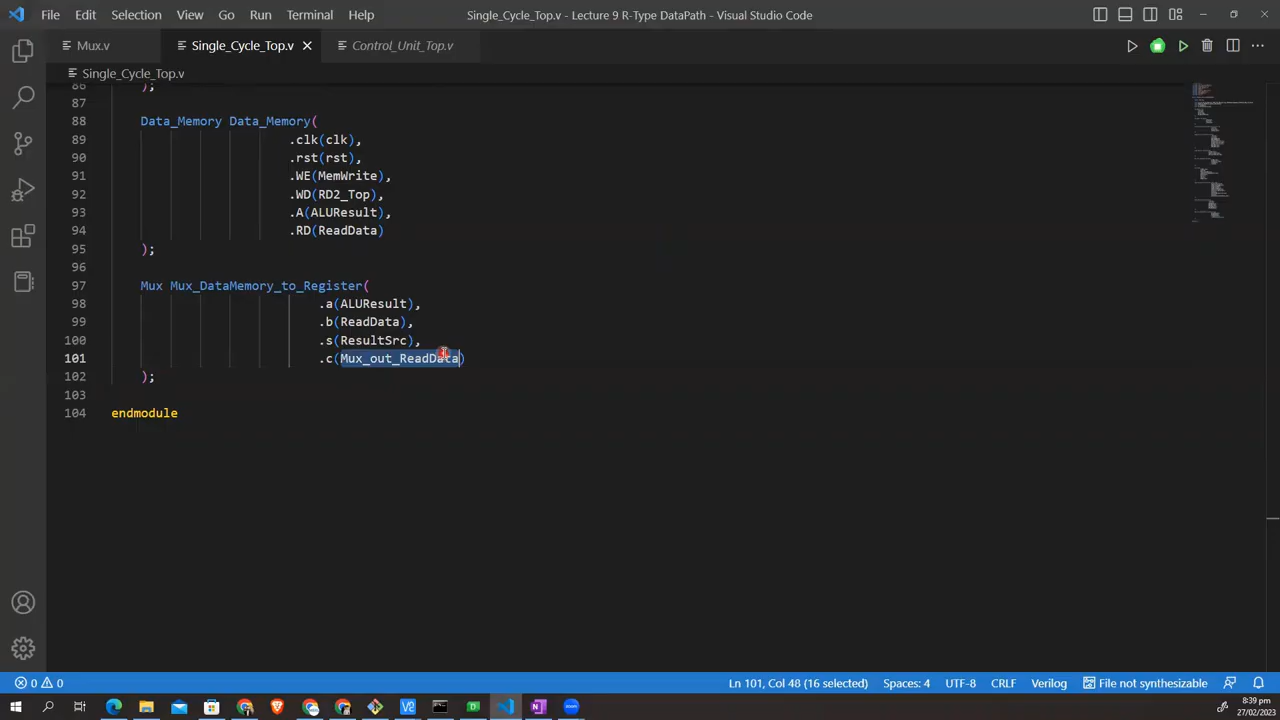 File Edit Selection View Go Run Terminal Help Single_Cycle_Top.v - Lecture 9 R-Type DataPath - Visual Studio Code
Mux.v Single_Cycle_Top.v Control_Unit_Top.v
Single_Cycle_Top.v
86 );
87
88 Data_Memory Data_Memory(
89 .clk(clk),
90 .rst(rst),
91 .WE(MemWrite),
92 .WD(RD2_Top),
93 .A(ALUResult),
94 .RD(ReadData)
95 );
96
97 Mux Mux_DataMemory_to_Register(
98 .a(ALUResult),
99 .b(ReadData),
100 .s(ResultSrc),
101 .c(Mux_out_ReadData)
102 );
103
104 endmodule
0 0 Ln 101, Col 48 (16 selected) Spaces: 4 UTF-8 CRLF Verilog File not synthesizable
8:39 pm
27/02/2023